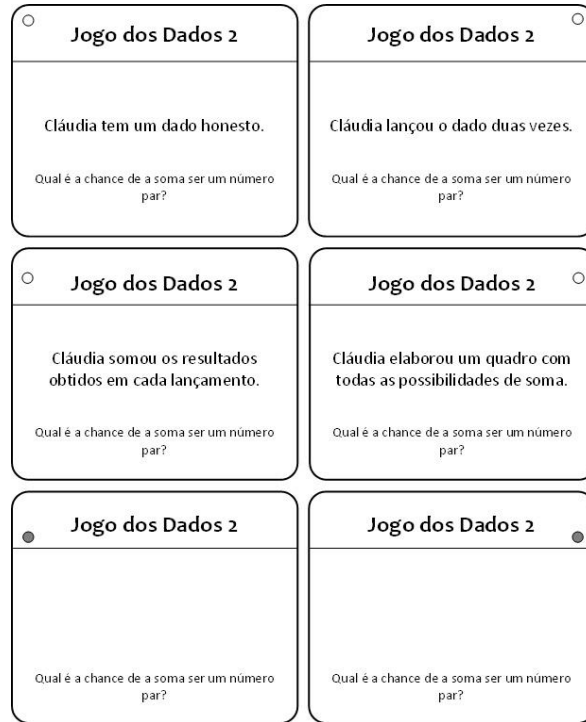 Jogo dos Dados 2
Cláudia tem um dado honesto.
Qual é a chance de a soma ser um número
par?
Jogo dos Dados 2
Cláudia lançou o dado duas vezes.
Qual é a chance de a soma ser um número
par?
Jogo dos Dados 2
Cláudia somou os resultados
obtidos em cada lançamento.
Qual é a chance de a soma ser um número
par?
Jogo dos Dados 2
Cláudia elaborou um quadro com
todas as possibilidades de soma.
Qual é a chance de a soma ser um número
par?
Jogo dos Dados 2
Qual é a chance de a soma ser um número
par?
Jogo dos Dados 2
Qual é a chance de a soma ser um número
par?